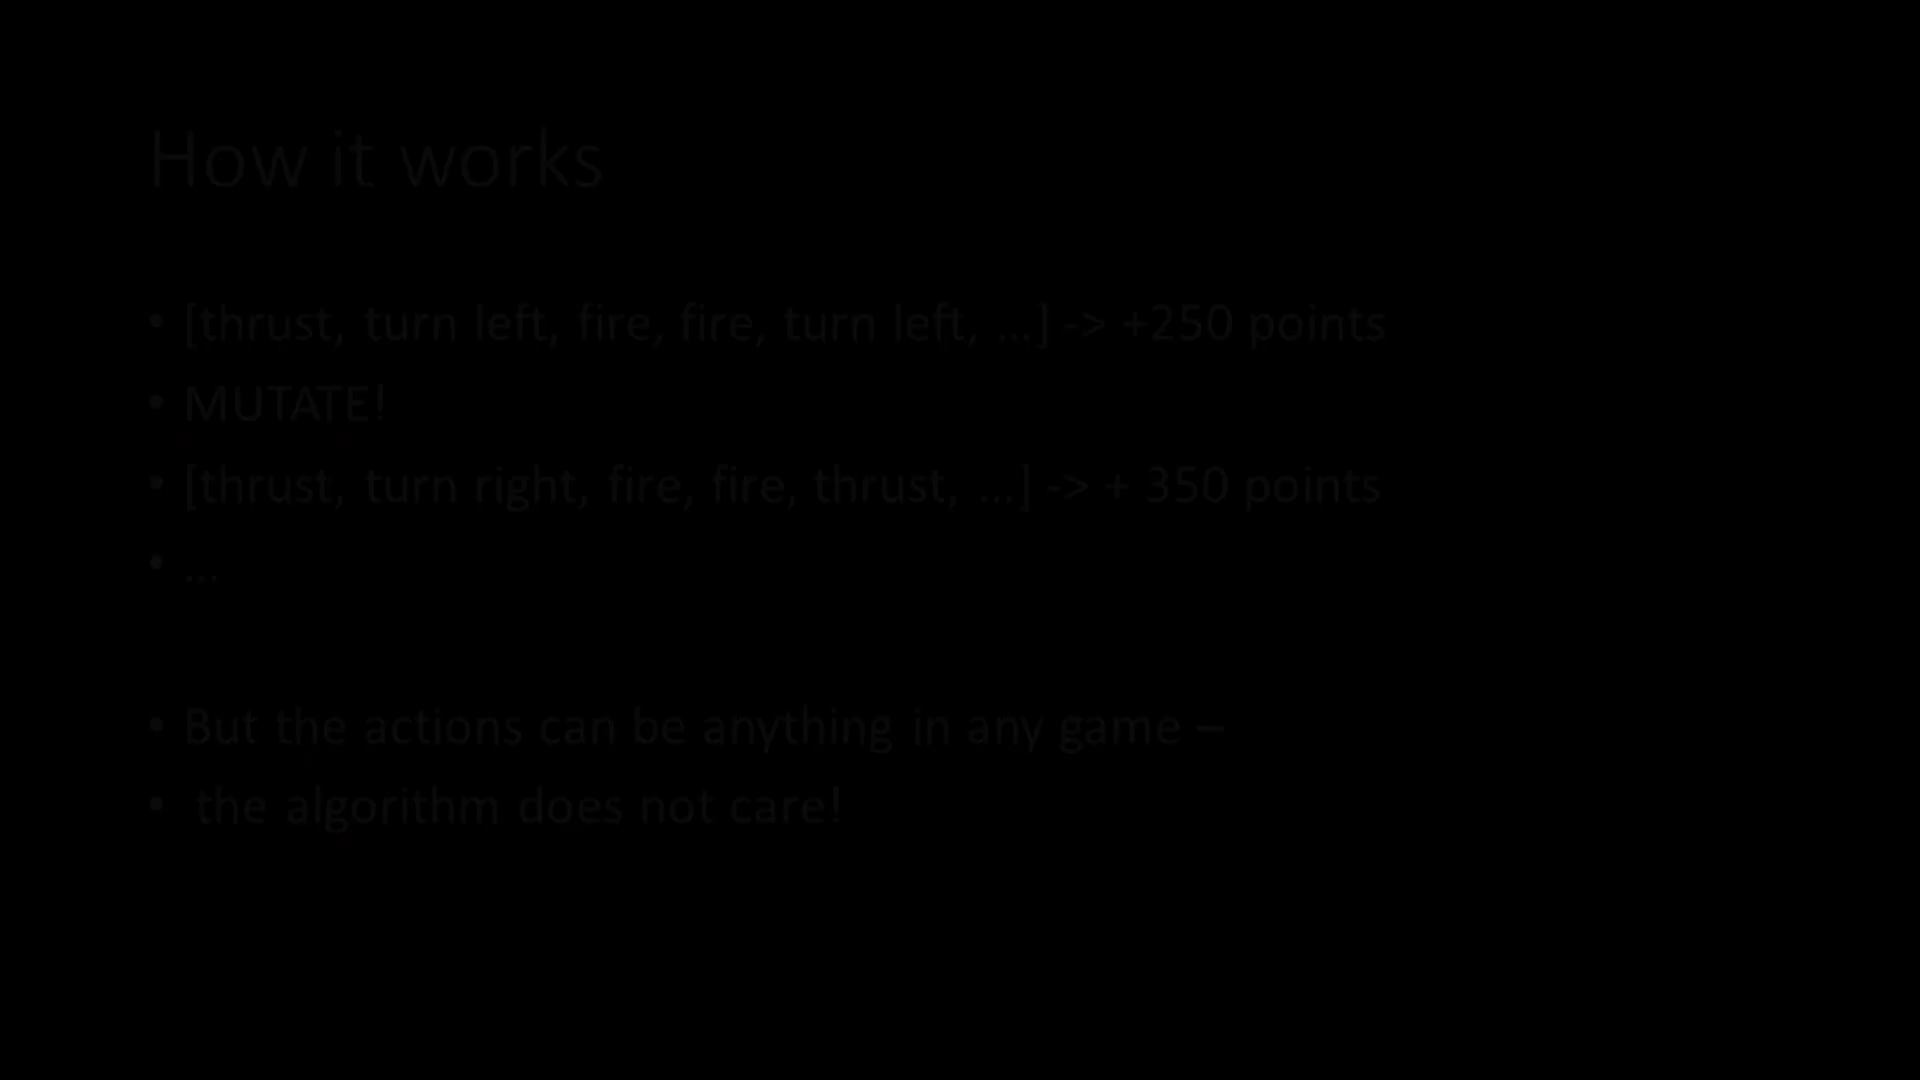 How it works
• [thrust, turn left, fire, fire, turn left, ...] -> +250 points
• MUTATE!
• [thrust, turn right, fire, fire, thrust, ...] -> + 350 points
• ...
• But the actions can be anything in any game –
• the algorithm does not care!